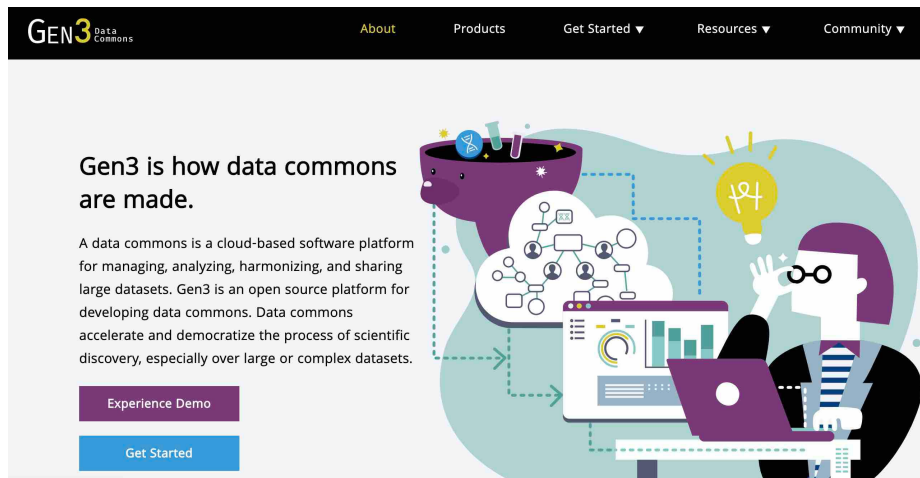 GEN3 Data Commons
About Products Get Started ▼ Resources ▼ Community ▼
Gen3 is how data commons
are made.
A data commons is a cloud-based software platform
for managing, analyzing, harmonizing, and sharing
large datasets. Gen3 is an open source platform for
developing data commons. Data commons
accelerate and democratize the process of scientific
discovery, especially over large or complex datasets.
Experience Demo
Get Started